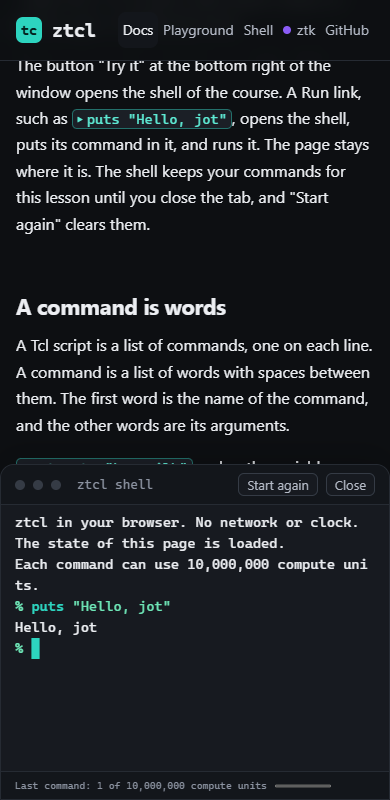 tc ztcl Docs Playground Shell ztk GitHub
The button "Try it" at the bottom right of the
window opens the shell of the course. A Run link,
such as puts "Hello, jot", opens the shell,
puts its command in it, and runs it. The page stays
where it is. The shell keeps your commands for
this lesson until you close the tab, and "Start
again" clears them.
A command is words
A Tcl script is a list of commands, one on each line.
A command is a list of words with spaces between
them. The first word is the name of the command,
and the other words are its arguments.
ztcl shell Start again Close
ztcl in your browser. No network or clock.
The state of this page is loaded.
Each command can use 10,000,000 compute uni
ts.
% puts "Hello, jot"
Hello, jot
%
Last command: 1 of 10,000,000 compute units